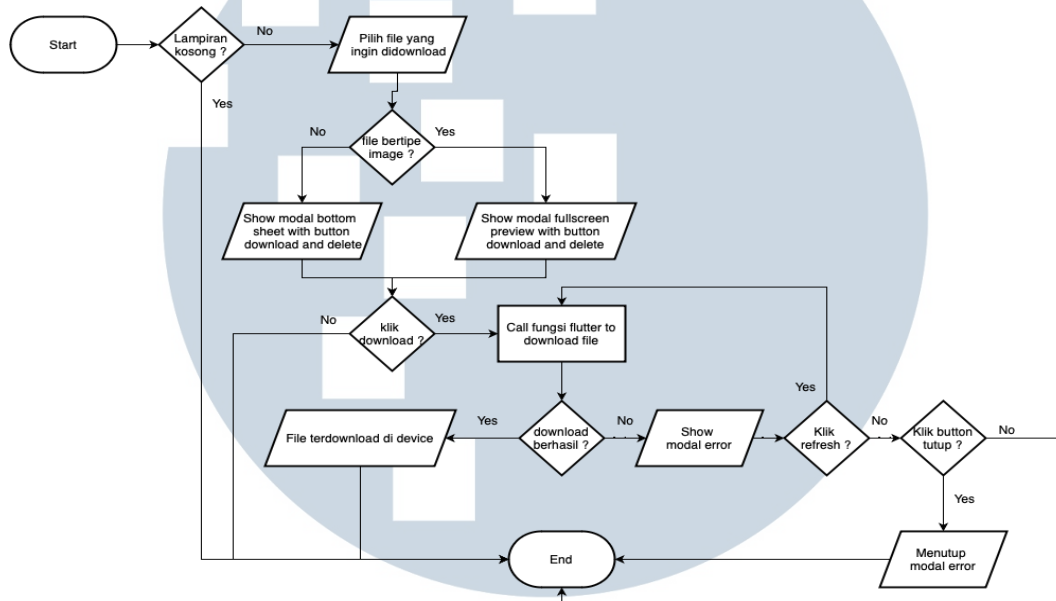 Start
Lampiran
kosong ?
No
Yes
Pilih file yang
ingin didownload
file bertipe
image ?
No
Yes
Show modal bottom
sheet with button
download and delete
Show modal fullscreen
preview with button
download and delete
klik
download ?
No
Yes
Call fungsi flutter to
download file
download
berhasil ?
Yes
No
File terdownload di device
Show
modal error
Klik
refresh ?
Yes
No
Klik button
tutup ?
No
Yes
Menutup
modal error
End